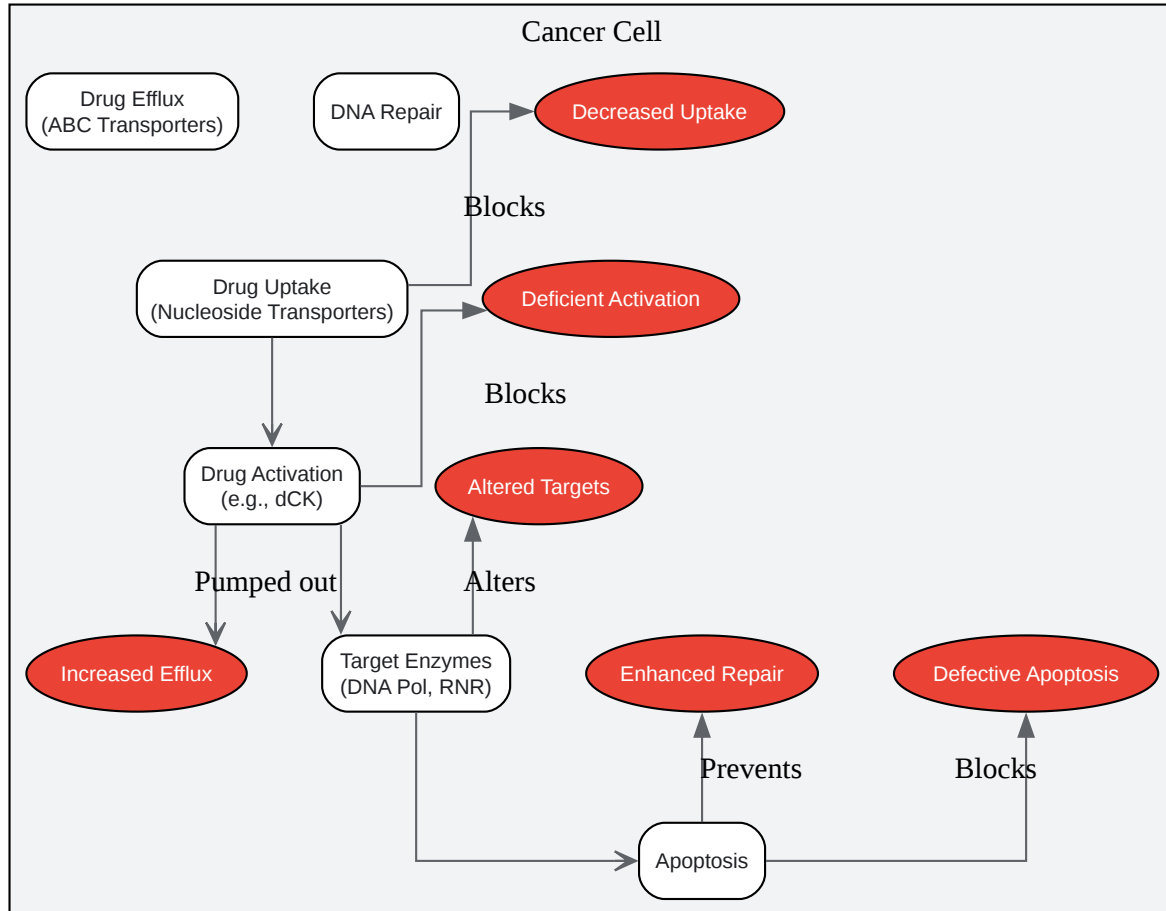 Cancer Cell
Drug Efflux
(ABC Transporters)
DNA Repair
Decreased Uptake
Blocks
Drug Uptake
(Nucleoside Transporters)
Deficient Activation
Blocks
Drug Activation
(e.g., dCK)
Altered Targets
Pumped out
Alters
Increased Efflux
Target Enzymes
(DNA Pol, RNR)
Enhanced Repair
Defective Apoptosis
Prevents
Blocks
Apoptosis